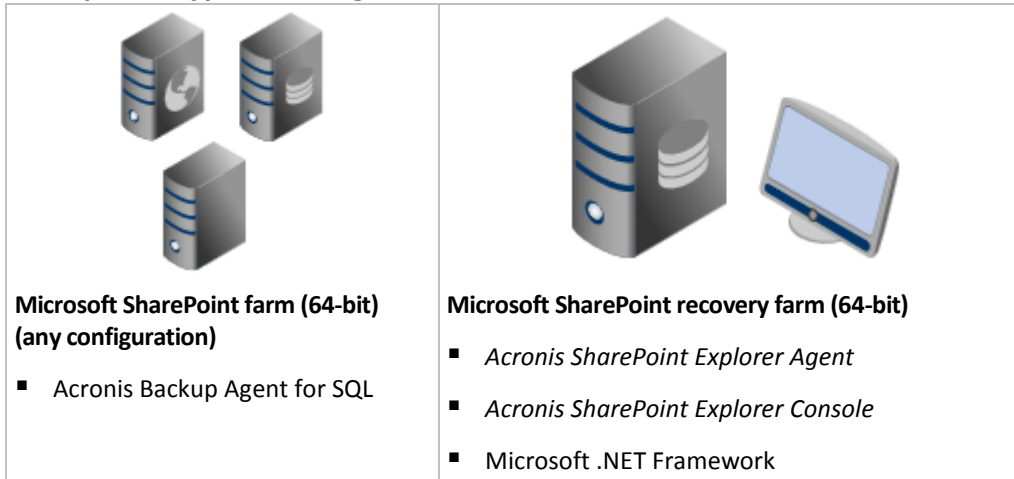 Microsoft SharePoint farm (64-bit)
(any configuration)
■ Acronis Backup Agent for SQL
Microsoft SharePoint recovery farm (64-bit)
■ Acronis SharePoint Explorer Agent
■ Acronis SharePoint Explorer Console
■ Microsoft .NET Framework